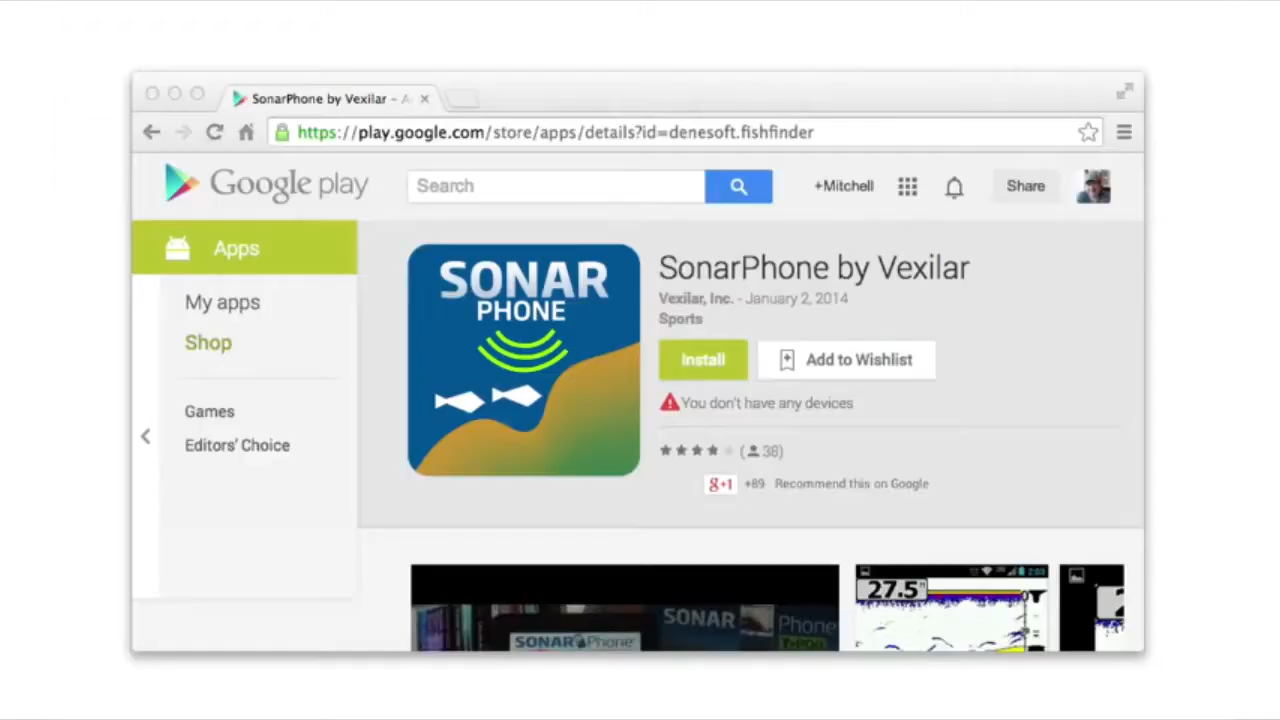 SonarPhone by Vexilar - A
https://play.google.com/store/apps/details?id=denesoft.fishfinder
Google play
Search
+Mitchell
Share
Apps
My apps
Shop
Games
Editors' Choice
SONAR
PHONE
SonarPhone by Vexilar
Vexilar, Inc. - January 2, 2014
Sports
Install
Add to Wishlist
You don't have any devices
(38)
g+1 +89 Recommend this on Google
SONAR Phone
SONAR Phone
27.5
2:03